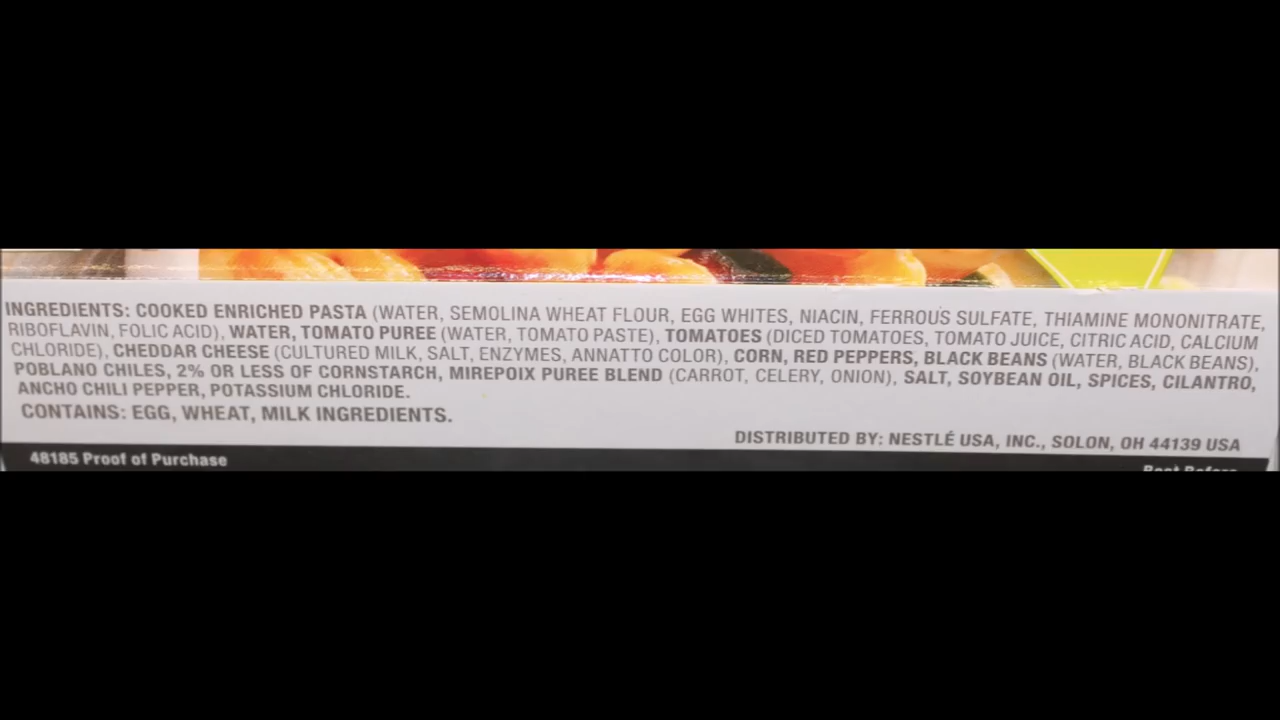 INGREDIENTS: COOKED ENRICHED PASTA (WATER, SEMOLINA WHEAT FLOUR, EGG WHITES, NIACIN, FERROUS SULFATE, THIAMINE MONONITRATE,
RIBOFLAVIN, FOLIC ACID), WATER, TOMATO PUREE (WATER, TOMATO PASTE), TOMATOES (DICED TOMATOES, TOMATO JUICE, CITRIC ACID, CALCIUM
CHLORIDE), CHEDDAR CHEESE (CULTURED MILK, SALT, ENZYMES, ANNATTO COLOR), CORN, RED PEPPERS, BLACK BEANS (WATER, BLACK BEANS),
POBLANO CHILES, 2% OR LESS OF CORNSTARCH, MIREPOIX PUREE BLEND (CARROT, CELERY, ONION), SALT, SOYBEAN OIL, SPICES, CILANTRO,
ANCHO CHILI PEPPER, POTASSIUM CHLORIDE.
CONTAINS: EGG, WHEAT, MILK INGREDIENTS.
DISTRIBUTED BY: NESTLÉ USA, INC., SOLON, OH 44139 USA
48185 Proof of Purchase
Best Before